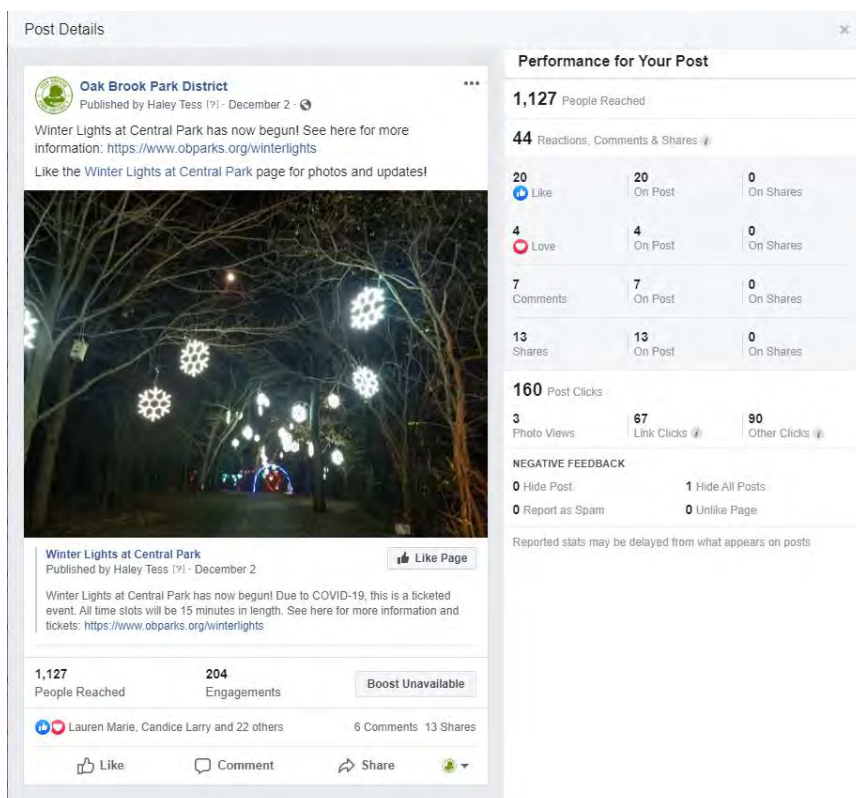 Post Details
Oak Brook Park District
Published by Haley Tess [?] · December 2 ·
Winter Lights at Central Park has now begun! See here for more
information: https://www.obparks.org/winterlights
Like the Winter Lights at Central Park page for photos and updates!
Winter Lights at Central Park
Published by Haley Tess [?] · December 2
Like Page
Winter Lights at Central Park has now begun! Due to COVID-19, this is a ticketed
event. All time slots will be 15 minutes in length. See here for more information and
tickets: https://www.obparks.org/winterlights
1,127
People Reached
204
Engagements
Boost Unavailable
Lauren Marie, Candice Larry and 22 others
6 Comments 13 Shares
Like
Comment
Share
Performance for Your Post
1,127 People Reached
44 Reactions, Comments & Shares
20
Like
20
On Post
0
On Shares
4
Love
4
On Post
0
On Shares
7
Comments
7
On Post
0
On Shares
13
Shares
13
On Post
0
On Shares
160 Post Clicks
3
Photo Views
67
Link Clicks
90
Other Clicks
NEGATIVE FEEDBACK
0 Hide Post
1 Hide All Posts
0 Report as Spam
0 Unlike Page
Reported stats may be delayed from what appears on posts